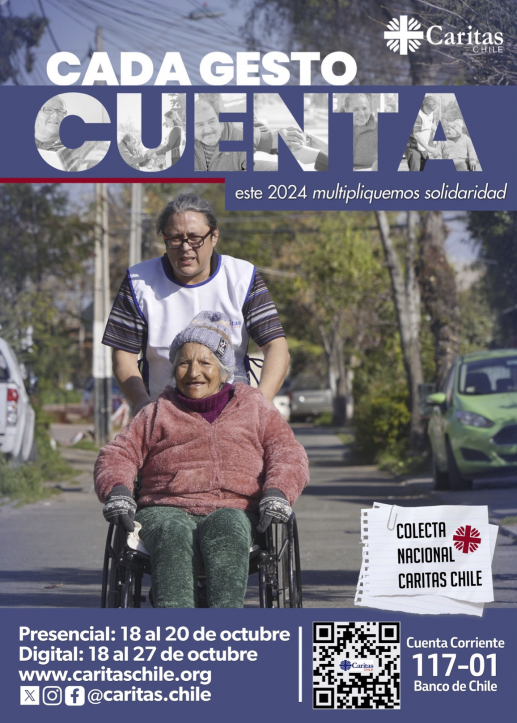 Caritas
CHILE
CADA GESTO
CUENTA
este 2024 multipliquemos solidaridad
COLECTA
NACIONAL
CARITAS CHILE
Presencial: 18 al 20 de octubre
Digital: 18 al 27 de octubre
www.caritaschile.org
@caritas.chile
Caritas
CHILE
Cuenta Corriente
117-01
Banco de Chile